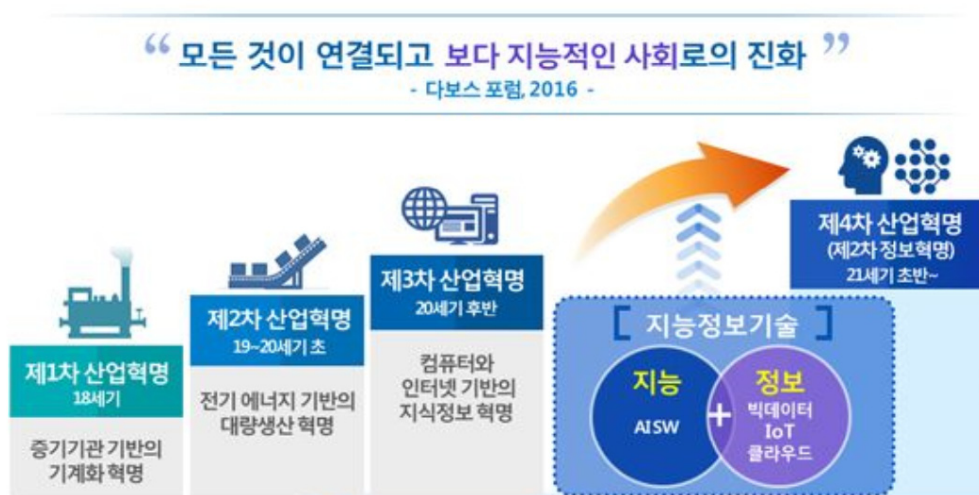 “ 모든 것이 연결되고 보다 지능적인 사회로의 진화 ”
- 다보스 포럼, 2016 -
제1차 산업혁명
18세기
증기기관 기반의
기계화 혁명
제2차 산업혁명
19~20세기 초
전기 에너지 기반의
대량생산 혁명
제3차 산업혁명
20세기 후반
컴퓨터와
인터넷 기반의
지식정보 혁명
제4차 산업혁명
(제2차 정보혁명)
21세기 초반~
[ 지능정보기술 ]
지능
AI SW
+
정보
빅데이터
IoT
클라우드